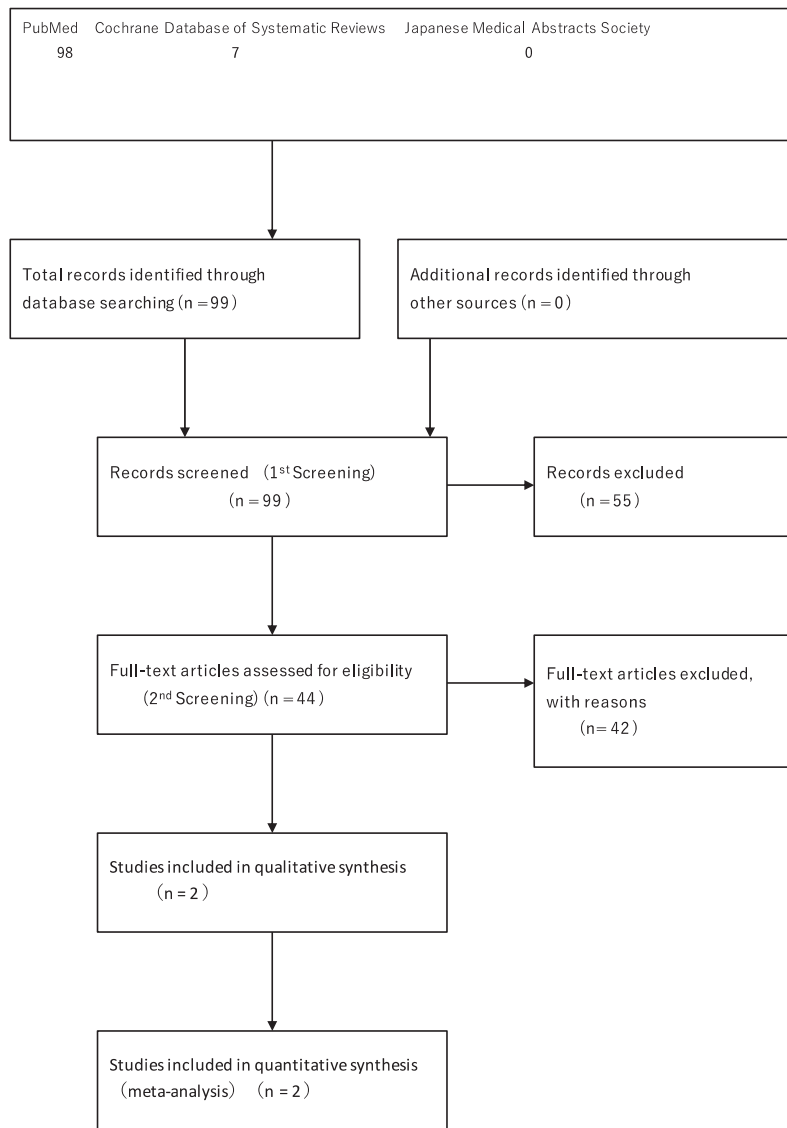 PubMed Cochrane Database of Systematic Reviews Japanese Medical Abstracts Society
98 7 0
Total records identified through
database searching (n = 99)
Additional records identified through
other sources (n = 0)
Records screened (1st Screening)
(n = 99)
Records excluded
(n = 55)
Full-text articles assessed for eligibility
(2nd Screening) (n = 44)
Full-text articles excluded,
with reasons
(n= 42)
Studies included in qualitative synthesis
(n = 2)
Studies included in quantitative synthesis
(meta-analysis) (n = 2)